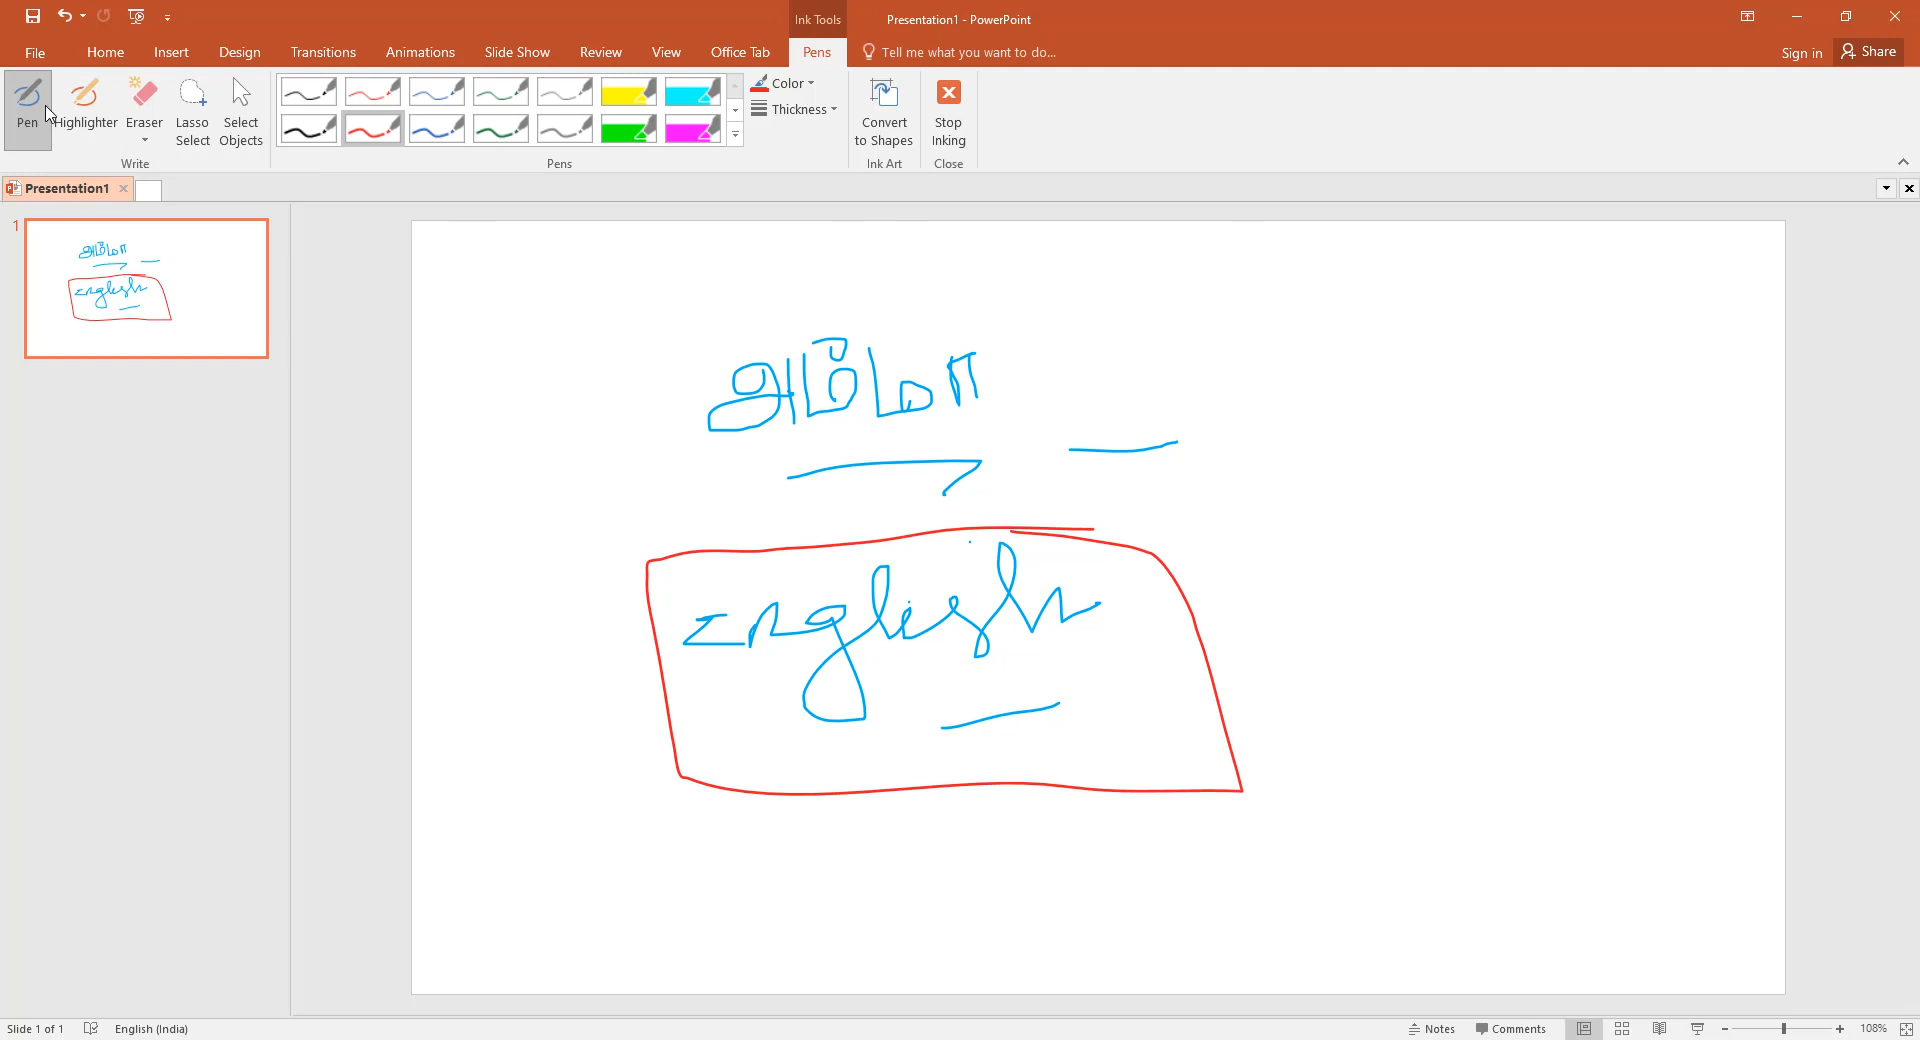 Ink Tools
Presentation1 - PowerPoint
File Home Insert Design Transitions Animations Slide Show Review View Office Tab Pens Tell me what you want to do... Sign in Share
Pen Highlighter Eraser Lasso Select Select Objects
Color
Thickness
Convert to Shapes
Stop Inking
Write Pens Ink Art Close
Presentation1
1
அம்மா
English
அம்மா
English
Slide 1 of 1 English (India) Notes Comments 108%